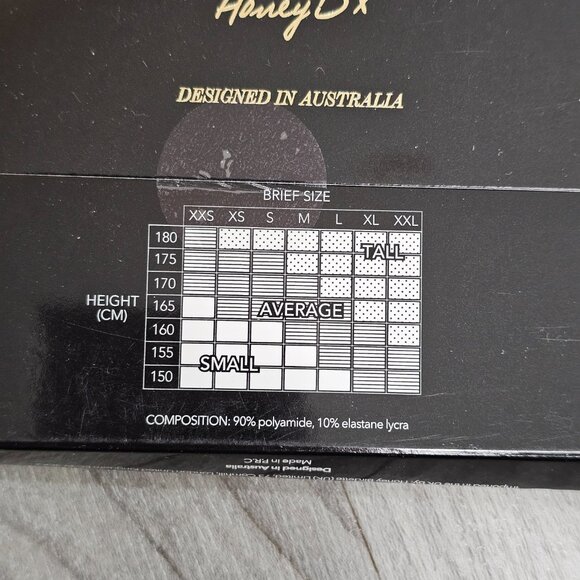 Honey B x
DESIGNED IN AUSTRALIA
BRIEF SIZE
XXS XS S M L XL XXL
180
TALL
175
170
HEIGHT
(CM)
165
AVERAGE
160
155
SMALL
150
COMPOSITION: 90% polyamide, 10% elastane lycra
Designed in Australia
Made in P.R.C